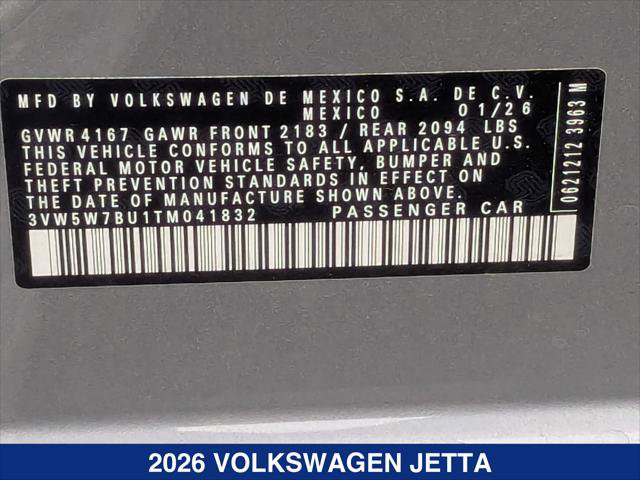 MFD BY VOLKSWAGEN DE MEXICO S.A. DE C.V.
MEXICO 01/26
GVWR 4167 GAWR FRONT 2183 / REAR 2094 LBS
THIS VEHICLE CONFORMS TO ALL APPLICABLE U.S.
FEDERAL MOTOR VEHICLE SAFETY, BUMPER AND
THEFT PREVENTION STANDARDS IN EFFECT ON
THE DATE OF MANUFACTURE SHOWN ABOVE.
3VW5W7BU1TM041832 PASSENGER CAR
0621212 3963 M
2026 VOLKSWAGEN JETTA